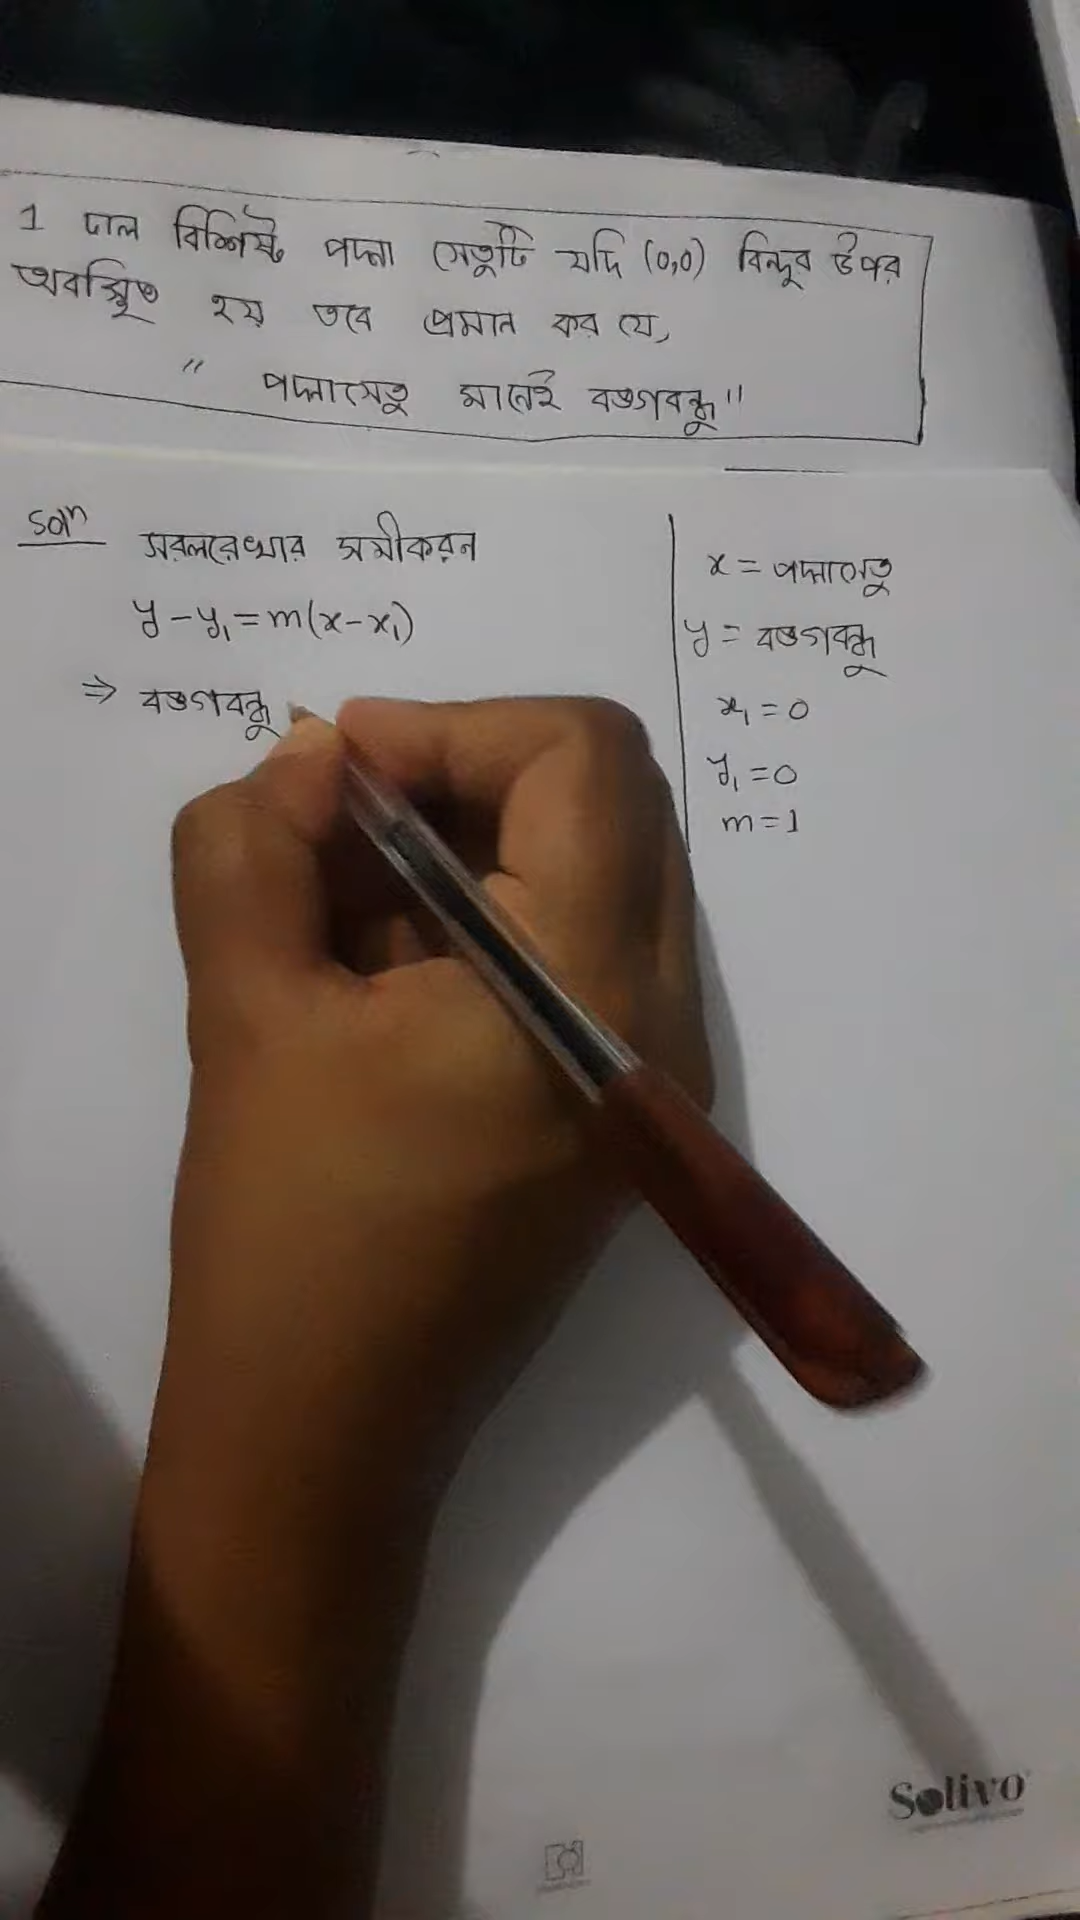 1 ঢাল বিশিষ্ট পদ্মা সেতুটি যদি (0,0) বিন্দুর উপর
অবস্থিত হয় তবে প্রমান কর যে,
" পদ্মাসেতু মানেই বঙ্গবন্ধু"
Solⁿ সরলরেখার সমীকরন
y - y₁ = m(x - x₁)
⇒ বঙ্গবন্ধু
x = পদ্মাসেতু
y = বঙ্গবন্ধু
x₁ = 0
y₁ = 0
m = 1
Solivo